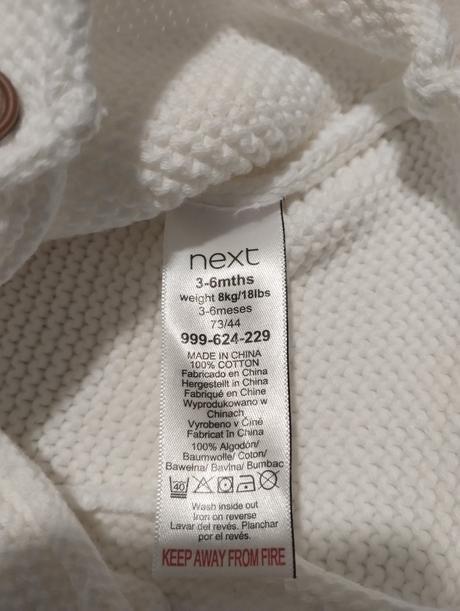 next
3-6mths
weight 8kg/18lbs
3-6meses
73/44
999-624-229
MADE IN CHINA
100% COTTON
Fabricado en China
Hergestellt in China
Fabriqué en Chine
Wyprodukowano w
Chinach
Vyrobeno v Číně
Fabricat în China
100% Algodón/
Baumwolle/ Coton/
Bawełna/ Bavlna/ Bumbac
40
Wash inside out
Iron on reverse
Lavar del revés. Planchar
por el revés.
KEEP AWAY FROM FIRE